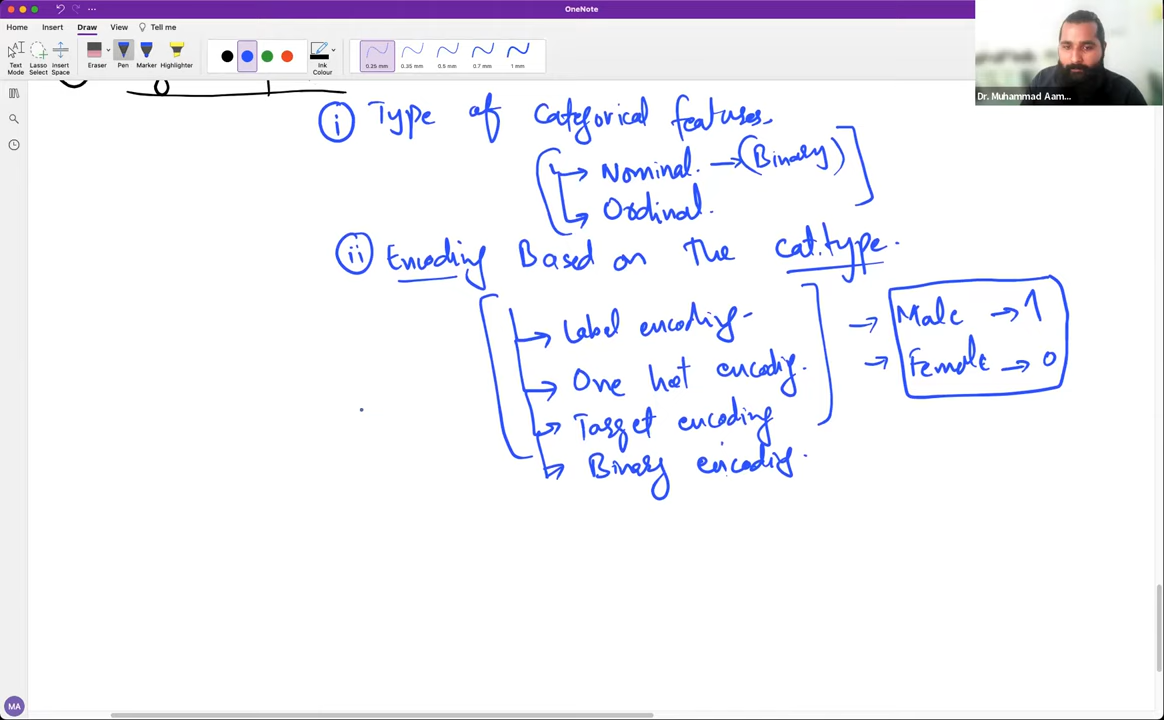 OneNote
Home Insert Draw View Tell me
Text Mode
Lasso Select
Insert Space
Eraser
Pen
Marker
Highlighter
Ink Colour
0.25 mm
0.35 mm
0.5 mm
0.7 mm
1 mm
Dr. Muhammad Aam...
i Type of Categorical features.
→ Nominal. → (Binary)
→ Ordinal.
ii Encoding Based on The cat.type.
→ Label encoding -
→ One hot encodig.
→ Target encoding
→ Binary encodig.
→ Male → 1
→ Female → 0
MA